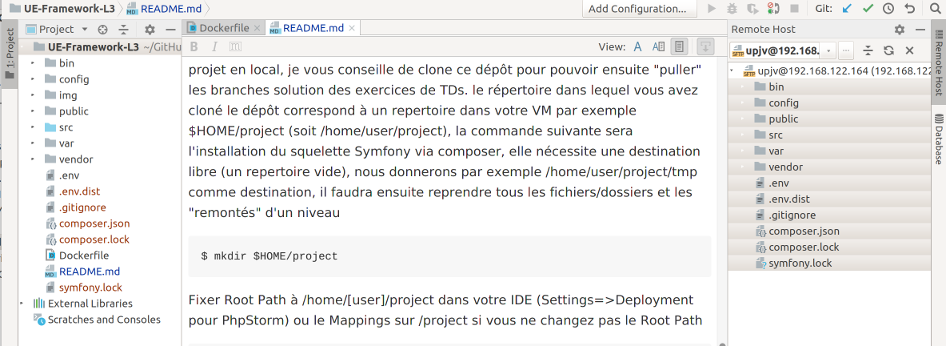 UE-Framework-L3 README.md Add Configuration... Git:
Project Dockerfile README.md Remote Host
UE-Framework-L3 ~/GitHu
bin
config
img
public
src
var
vendor
.env
.env.dist
.gitignore
composer.json
composer.lock
Dockerfile
README.md
symfony.lock
External Libraries
Scratches and Consoles
1: Project
B I View: A
projet en local, je vous conseille de clone ce dépôt pour pouvoir ensuite "puller"
les branches solution des exercices de TDs. le répertoire dans lequel vous avez
cloné le dépôt correspond à un repertoire dans votre VM par exemple
$HOME/project (soit /home/user/project), la commande suivante sera
l'installation du squelette Symfony via composer, elle nécessite une destination
libre (un repertoire vide), nous donnerons par exemple /home/user/project/tmp
comme destination, il faudra ensuite reprendre tous les fichiers/dossiers et les
"remontés" d'un niveau
$ mkdir $HOME/project
Fixer Root Path à /home/[user]/project dans votre IDE (Settings=>Deployment
pour PhpStorm) ou le Mappings sur /project si vous ne changez pas le Root Path
upjv@192.168. ...
upjv@192.168.122.164 (192.168.122
bin
config
public
src
var
vendor
.env
.env.dist
.gitignore
composer.json
composer.lock
symfony.lock
Remote Host
Database